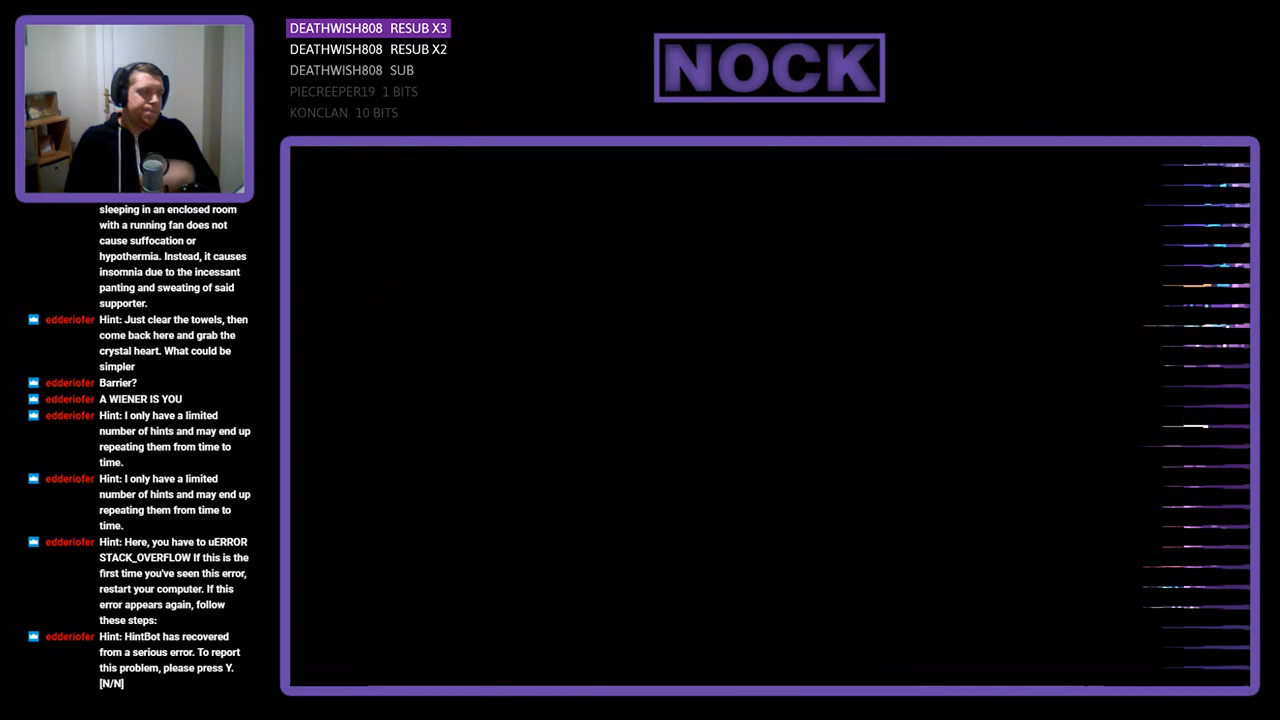 DEATHWISH808 RESUB X3
DEATHWISH808 RESUB X2
DEATHWISH808 SUB
PIECREEPER19 1 BITS
KONCLAN 10 BITS
NOCK
sleeping in an enclosed room
with a running fan does not
cause suffocation or
hypothermia. Instead, it causes
insomnia due to the incessant
panting and sweating of said
supporter.
edderiofer Hint: Just clear the towels, then
come back here and grab the
crystal heart. What could be
simpler
edderiofer Barrier?
edderiofer A WIENER IS YOU
edderiofer Hint: I only have a limited
number of hints and may end up
repeating them from time to
time.
edderiofer Hint: I only have a limited
number of hints and may end up
repeating them from time to
time.
edderiofer Hint: Here, you have to uERROR
STACK_OVERFLOW If this is the
first time you've seen this error,
restart your computer. If this
error appears again, follow
these steps:
edderiofer Hint: HintBot has recovered
from a serious error. To report
this problem, please press Y.
[N/N]